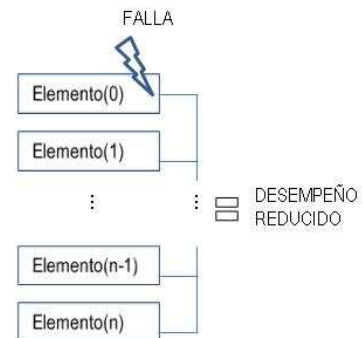 FALLA
Elemento(0)
Elemento(1)
⋮ ⋮
DESEMPEÑO
REDUCIDO
Elemento(n-1)
Elemento(n)